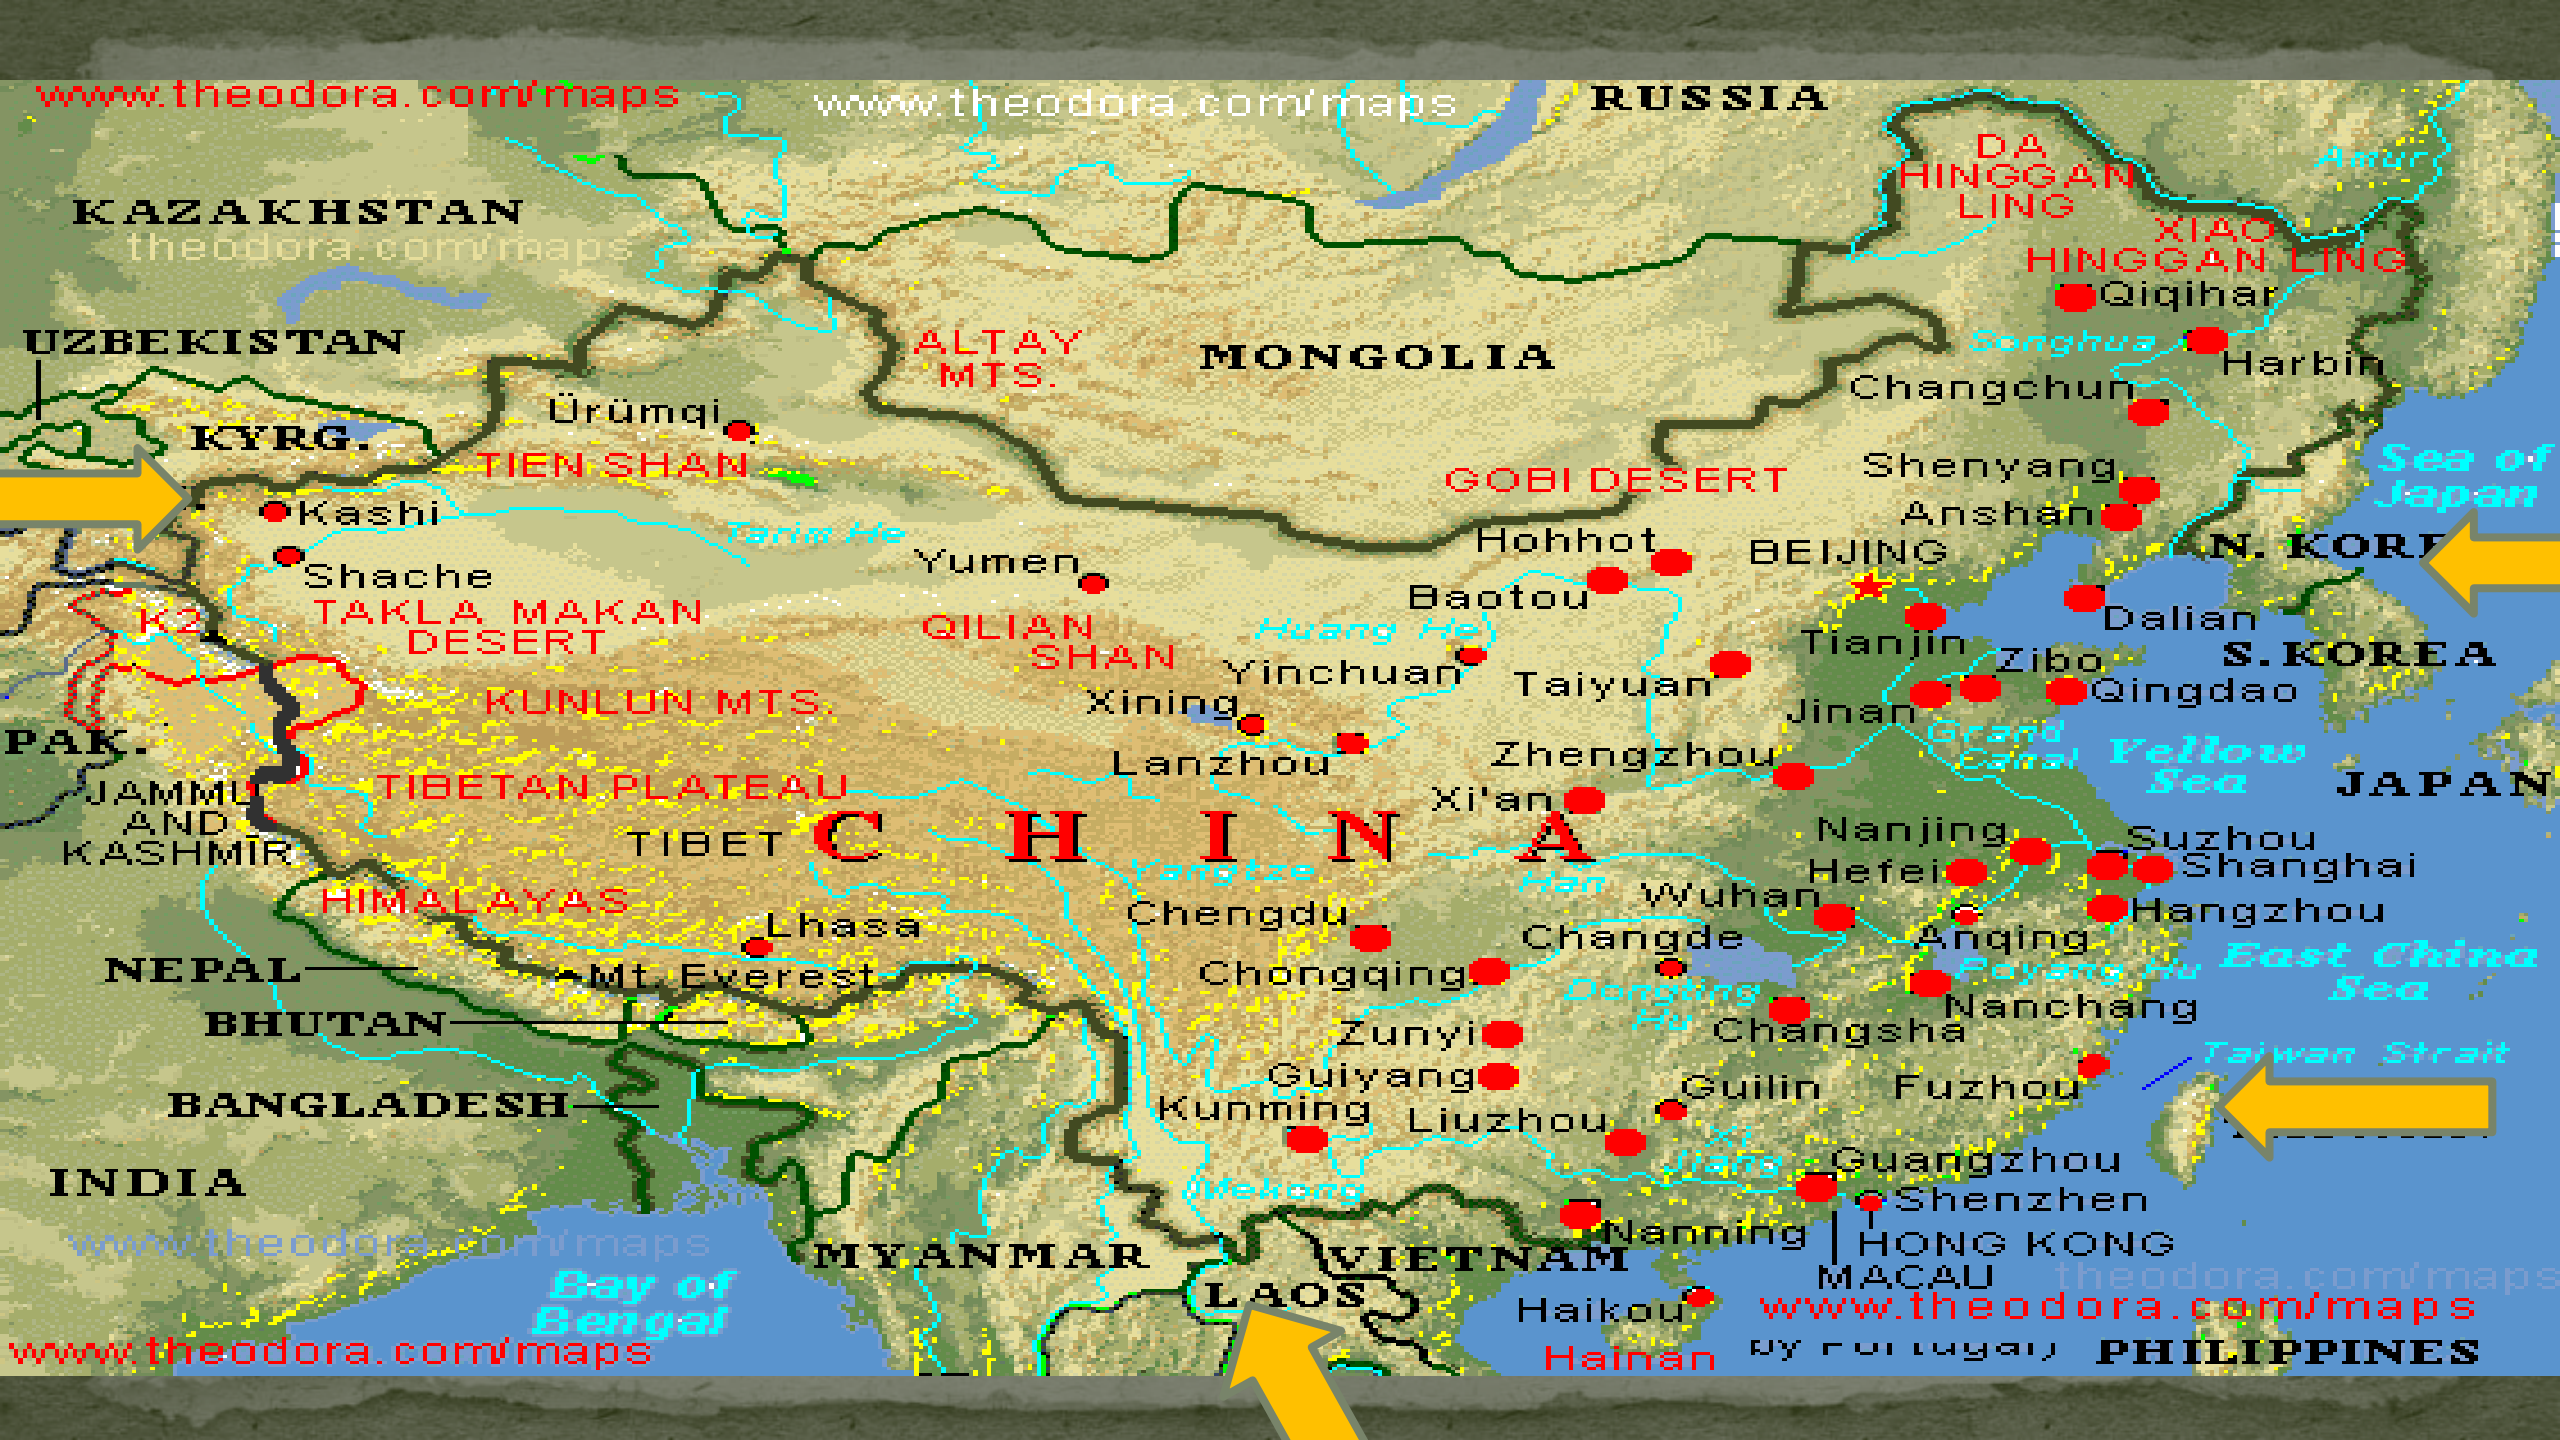 www.theodora.com/maps
www.theodora.com/maps
RUSSIA
DA
HINGGAN
LING
Amur
KAZAKHSTAN
theodora.com/maps
XIAO
HINGGAN LING
Qiqihar
UZBEKISTAN
ALTAY
MTS.
MONGOLIA
Songhua
Harbin
Changchun
Ürümqi
KYRG.
TIEN SHAN
GOBI DESERT
Shenyang
Sea of
Japan
Kashi
Tarim He
Anshan
Hohhot
BEIJING
N. KORE
Yumen
Shache
Baotou
TAKLA MAKAN
DESERT
K2
QILIAN
SHAN
Huang He
Dalian
Tianjin
S.KOREA
Yinchuan
Taiyuan
Zibo
KUNLUN MTS.
Xining
Qingdao
Jinan
PAK.
Lanzhou
Zhengzhou
Grand
Canal
Yellow
Sea
JAPAN
JAMMU
AND
KASHMIR
TIBETAN PLATEAU
Xi'an
TIBET
CHINA
Nanjing
Suzhou
Yangtze
Han
Hefei
Shanghai
HIMALAYAS
Wuhan
Lhasa
Chengdu
Hangzhou
Changde
Anqing
NEPAL
Mt. Everest
Chongqing
Poyang Hu
East China
Sea
Dongting
Hu
Nanchang
BHUTAN
Zunyi
Changsha
Taiwan Strait
Guiyang
Guilin
Fuzhou
BANGLADESH
Kunming
Liuzhou
Xi
Jiang
INDIA
Mekong
Guangzhou
Shenzhen
Nanning
www.theodora.com/maps
MYANMAR
VIETNAM
HONG KONG
MACAU
theodora.com/maps
Bay of
Bengal
LAOS
Haikou
www.theodora.com/maps
www.theodora.com/maps
Hainan
PHILIPPINES